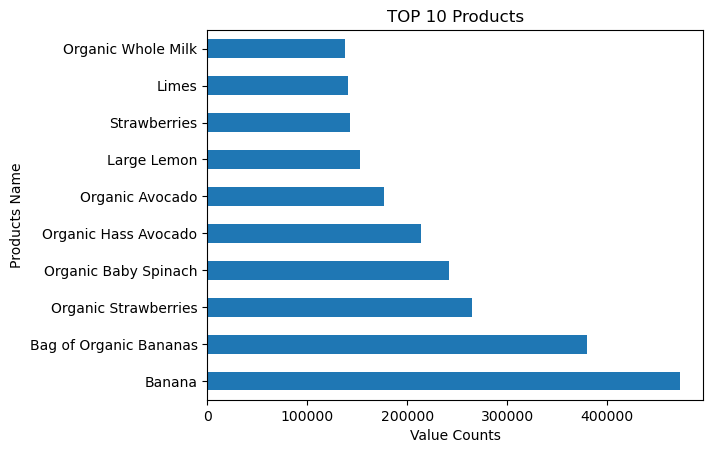 TOP 10 Products
Organic Whole Milk
Limes
Strawberries
Large Lemon
Organic Avocado
Organic Hass Avocado
Organic Baby Spinach
Organic Strawberries
Bag of Organic Bananas
Banana
Products Name
0 100000 200000 300000 400000
Value Counts